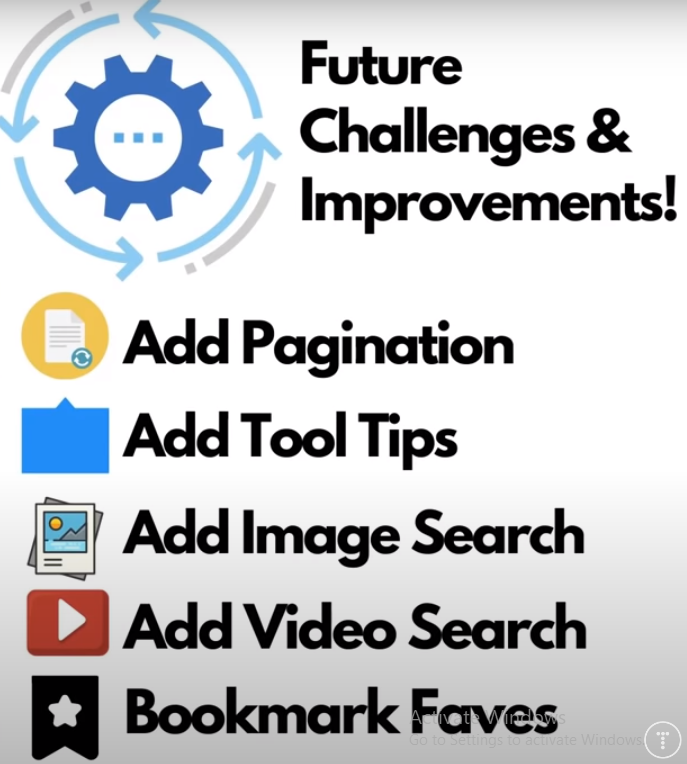 Future
Challenges &
Improvements!
Add Pagination
Add Tool Tips
Add Image Search
Add Video Search
Bookmark Faves
Activate Windows
Go to Settings to activate Windows.